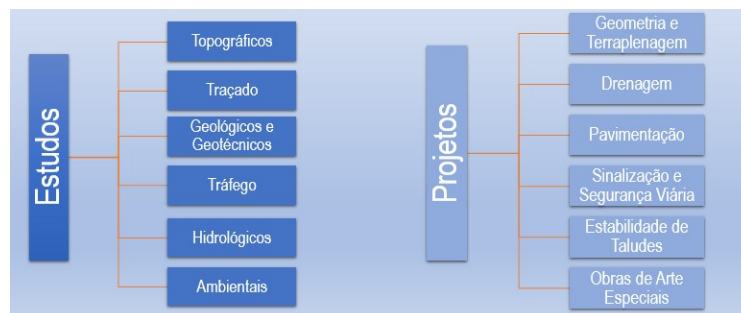 Estudos
Topográficos
Traçado
Geológicos e
Geotécnicos
Tráfego
Hidrológicos
Ambientais
Projetos
Geometria e
Terraplenagem
Drenagem
Pavimentação
Sinalização e
Segurança Viária
Estabilidade de
Taludes
Obras de Arte
Especiais